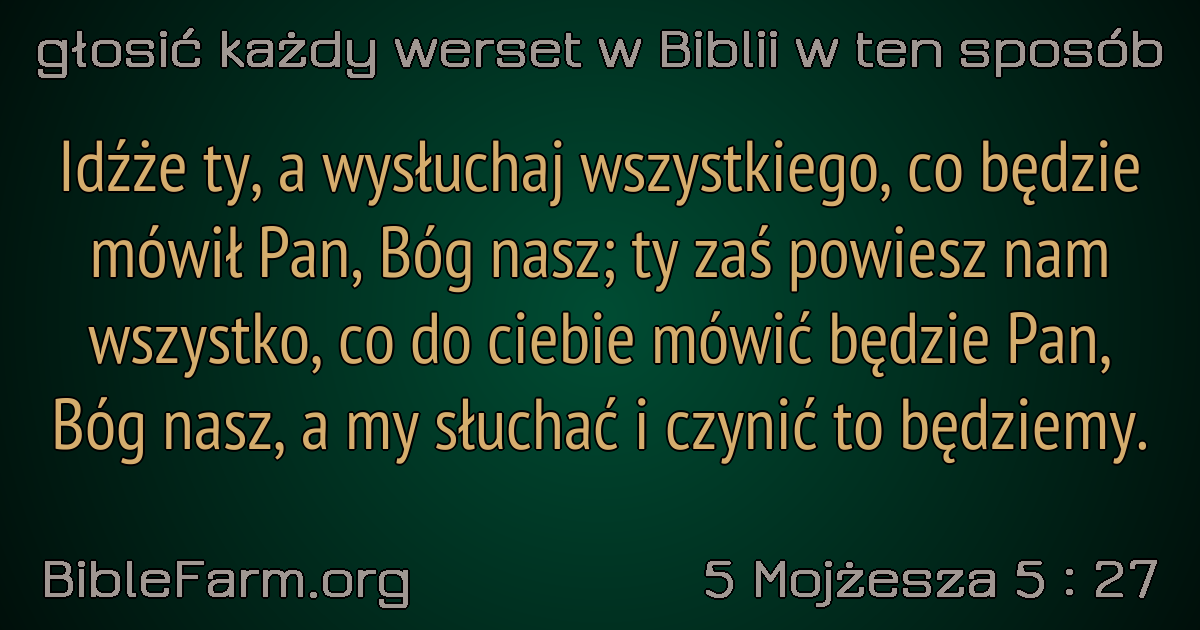 głosić każdy werset w Biblii w ten sposób
Idźże ty, a wysłuchaj wszystkiego, co będzie
mówił Pan, Bóg nasz; ty zaś powiesz nam
wszystko, co do ciebie mówić będzie Pan,
Bóg nasz, a my słuchać i czynić to będziemy.
BibleFarm.org
5 Mojżesza 5 : 27